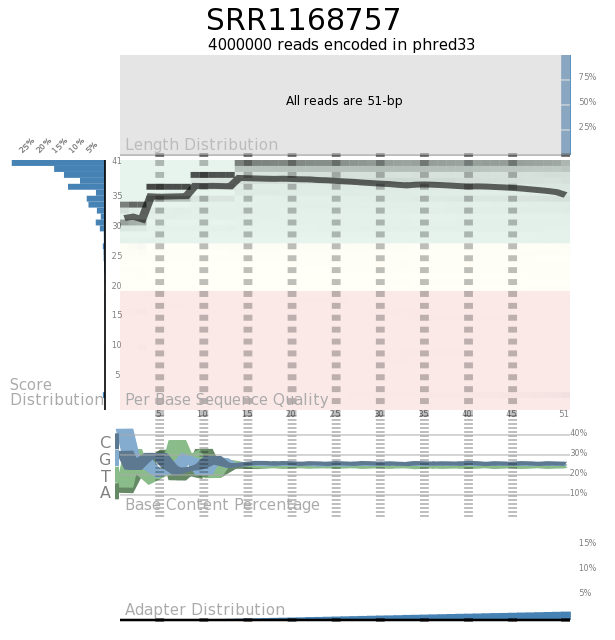 SRR1168757
4000000 reads encoded in phred33
All reads are 51-bp
75%
50%
25%
Length Distribution
25% 20% 15% 10% 5%
41
35
30
25
20
15
10
5
Score
Distribution
Per Base Sequence Quality
5 10 15 20 25 30 35 40 45 51
C
G
T
A
40%
30%
20%
10%
Base Content Percentage
15%
10%
5%
Adapter Distribution